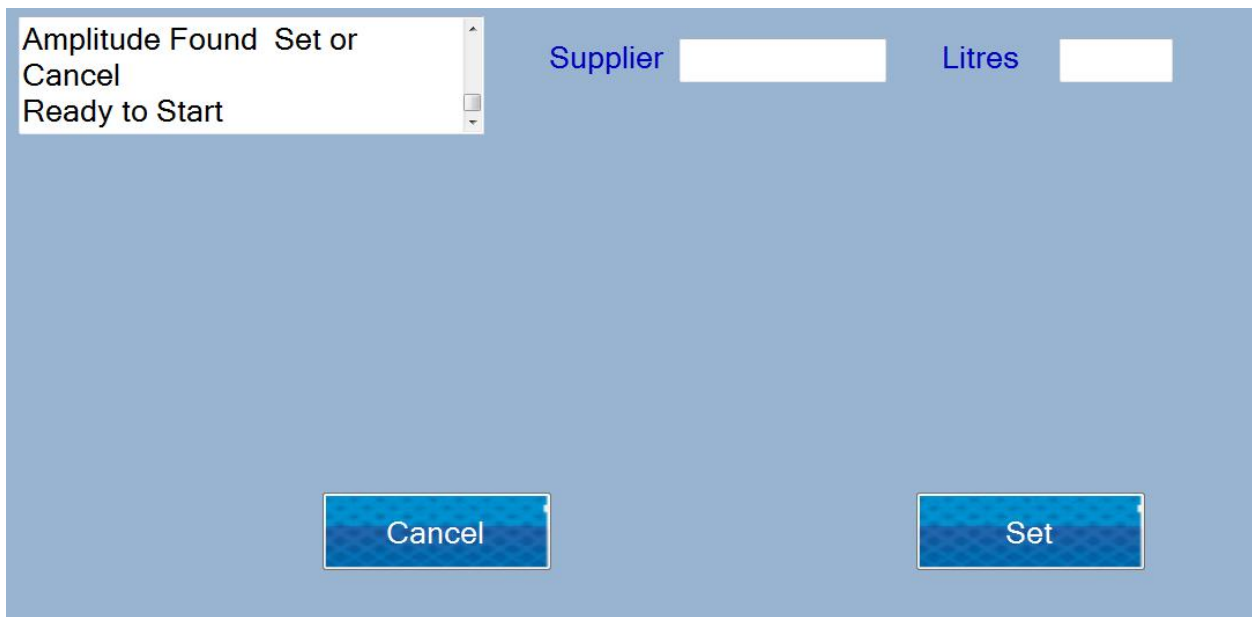 Amplitude Found  Set or
Cancel
Ready to Start
Supplier
Litres
Cancel
Set